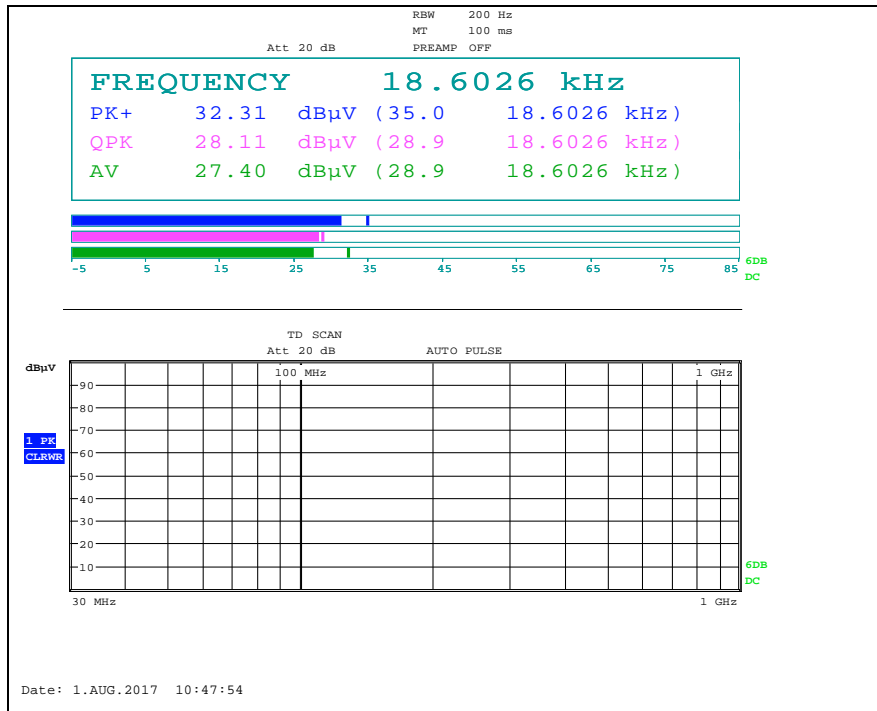 RBW 200 Hz
MT 100 ms
Att 20 dB PREAMP OFF
FREQUENCY 18.6026 kHz
PK+ 32.31 dBµV (35.0 18.6026 kHz)
QPK 28.11 dBµV (28.9 18.6026 kHz)
AV 27.40 dBµV (28.9 18.6026 kHz)
-5 5 15 25 35 45 55 65 75 85
6DB
DC
TD SCAN
Att 20 dB AUTO PULSE
dBµV
100 MHz 1 GHz
90
80
70
1 PK
CLRWR
60
50
40
30
20
10
6DB
DC
30 MHz 1 GHz
Date: 1.AUG.2017 10:47:54